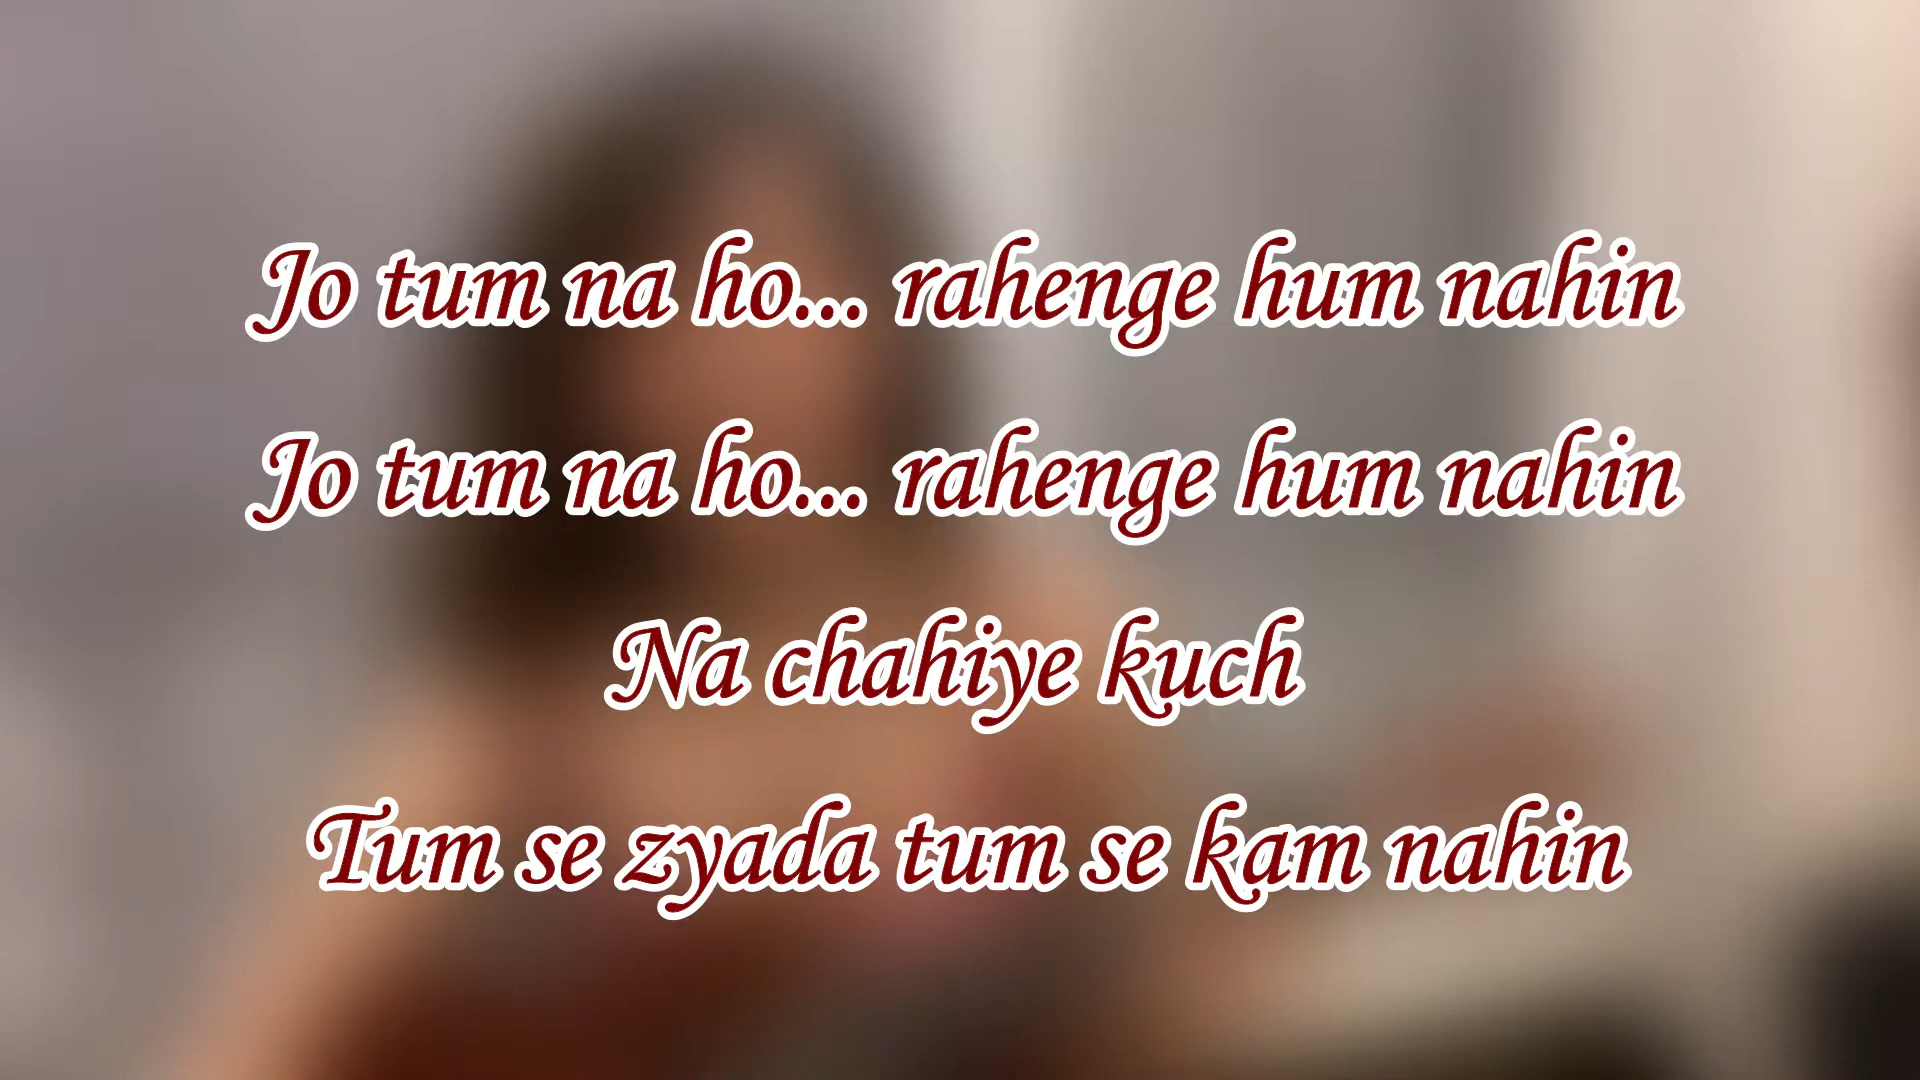 Jo tum na ho... rahenge hum nahin
Jo tum na ho... rahenge hum nahin
Na chahiye kuch
Tum se zyada tum se kam nahin